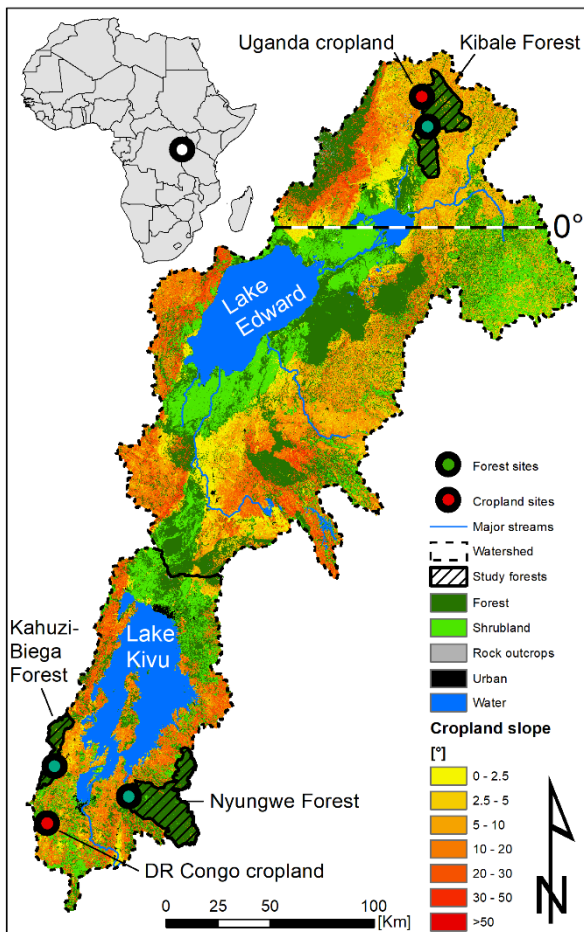 Uganda cropland
Kibale Forest
0°
Lake
Edward
Forest sites
Cropland sites
Major streams
Watershed
Study forests
Forest
Shrubland
Rock outcrops
Urban
Water
Lake
Kivu
Kahuzi-
Biega
Forest
Nyungwe Forest
DR Congo cropland
Cropland slope
[°]
0 - 2.5
2.5 - 5
5 - 10
10 - 20
20 - 30
30 - 50
>50
N
0 50 100
[Km]